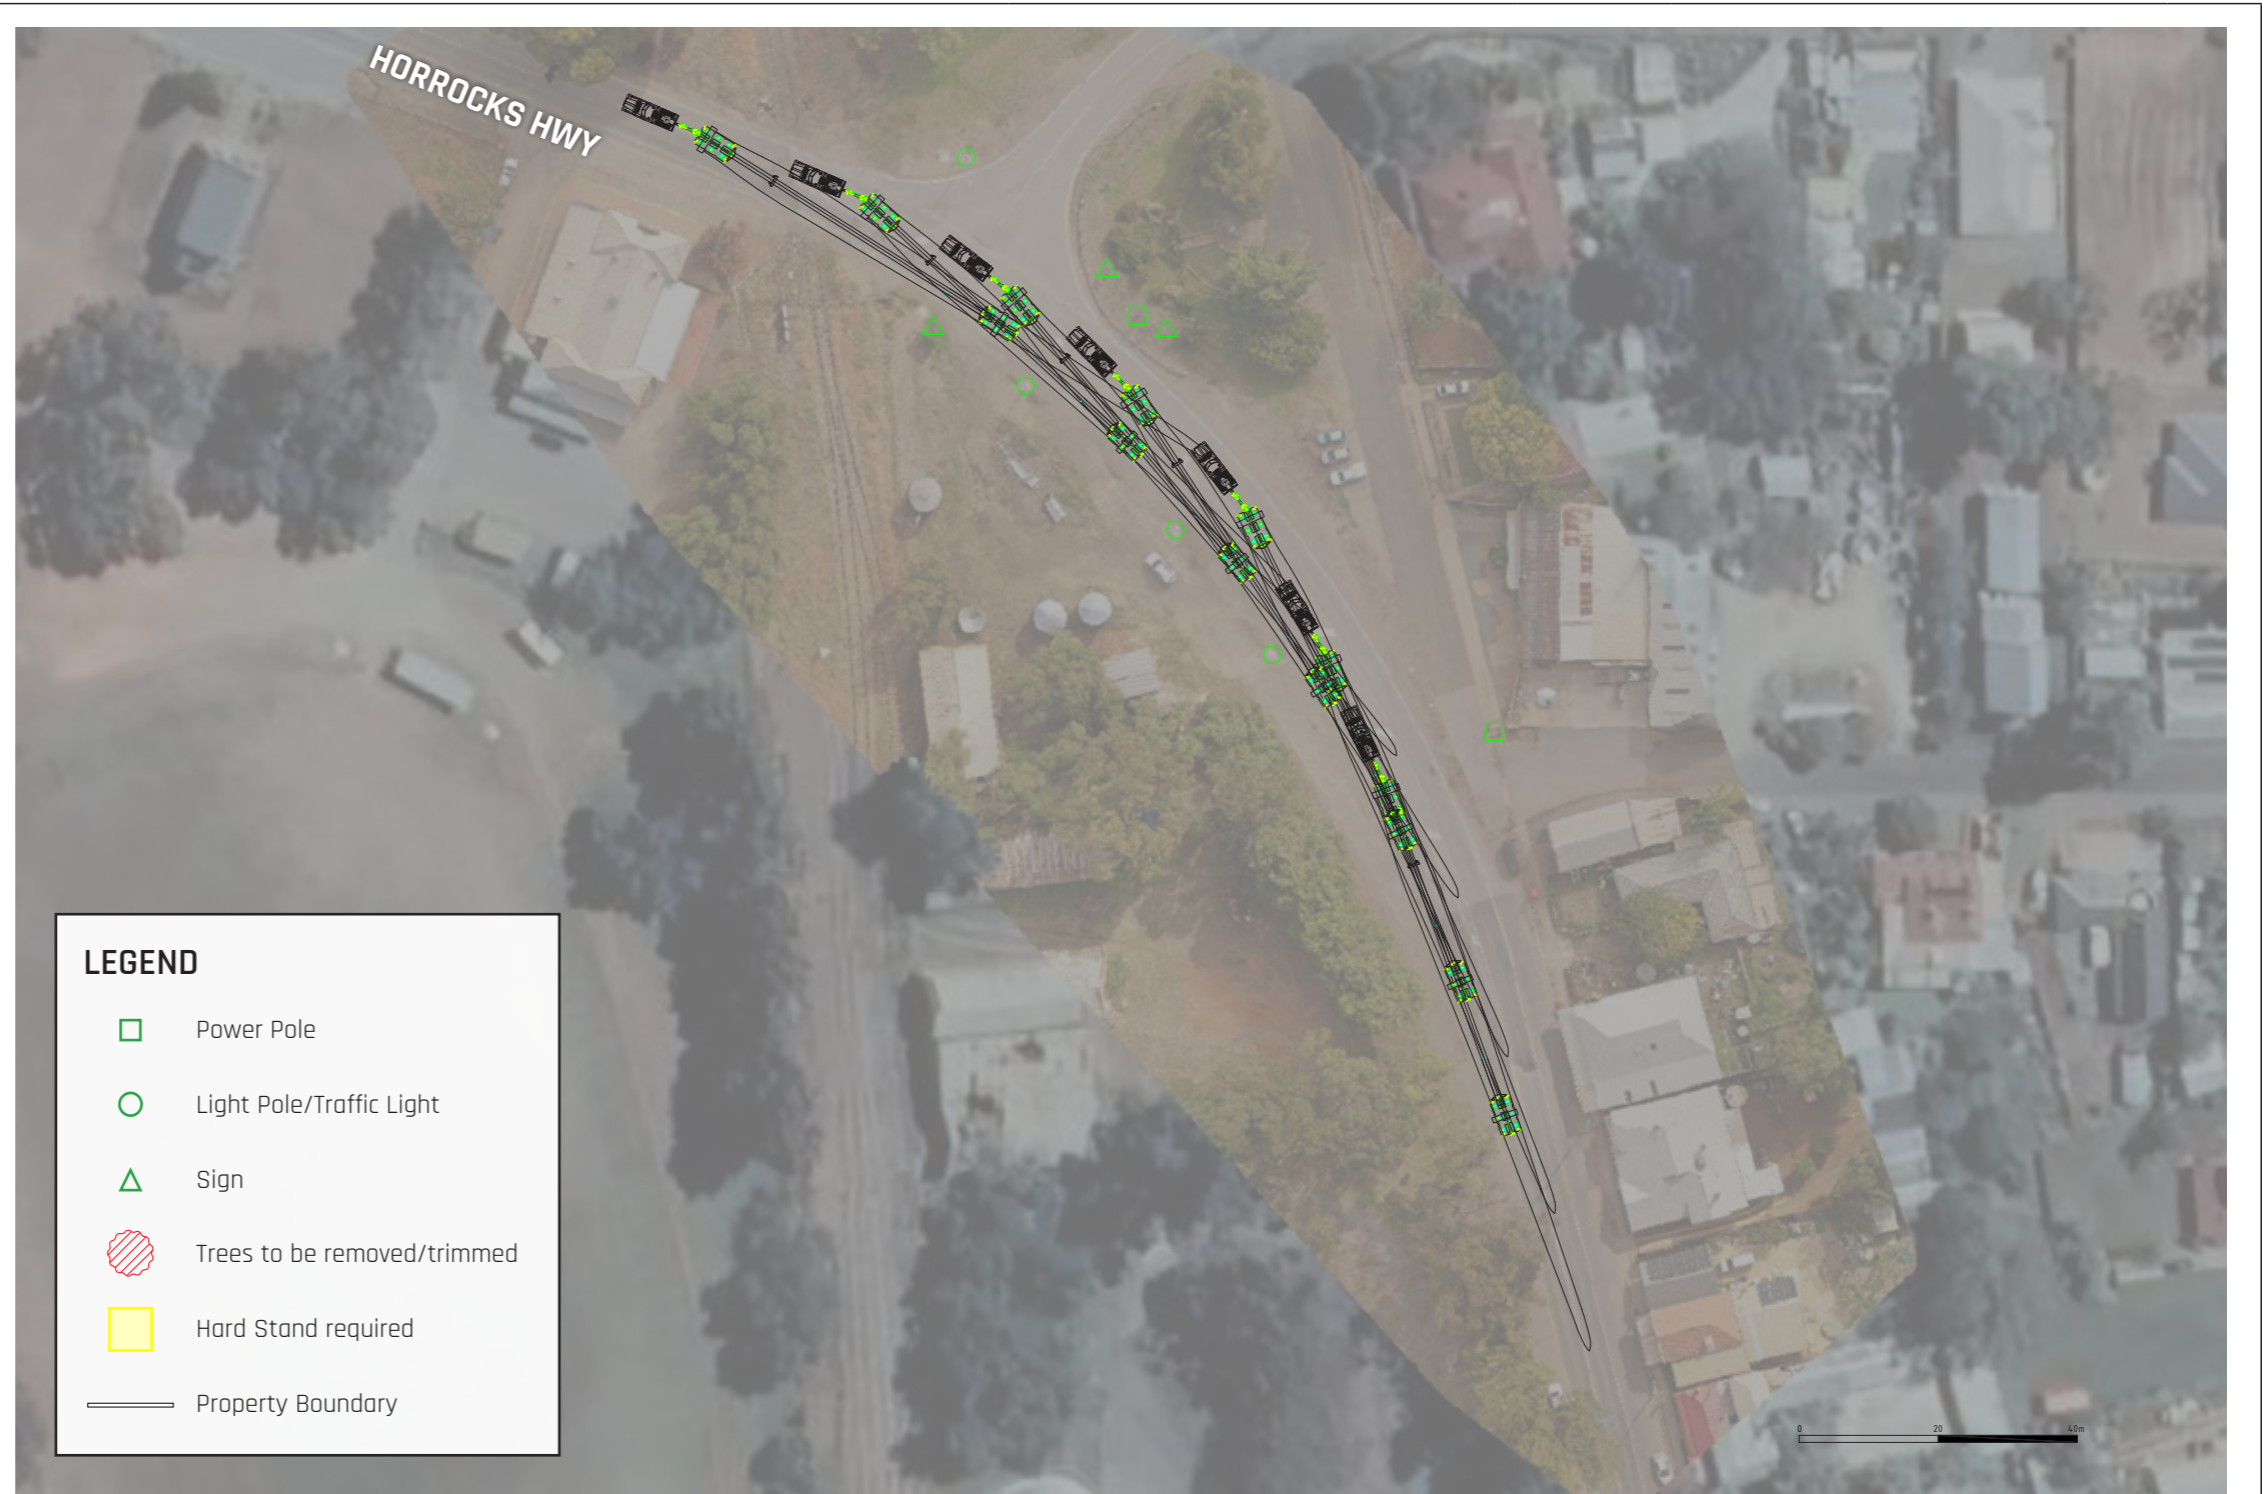 HORROCKS HWY
LEGEND
Power Pole
Light Pole/Traffic Light
Sign
Trees to be removed/trimmed
Hard Stand required
Property Boundary
0 20 40m